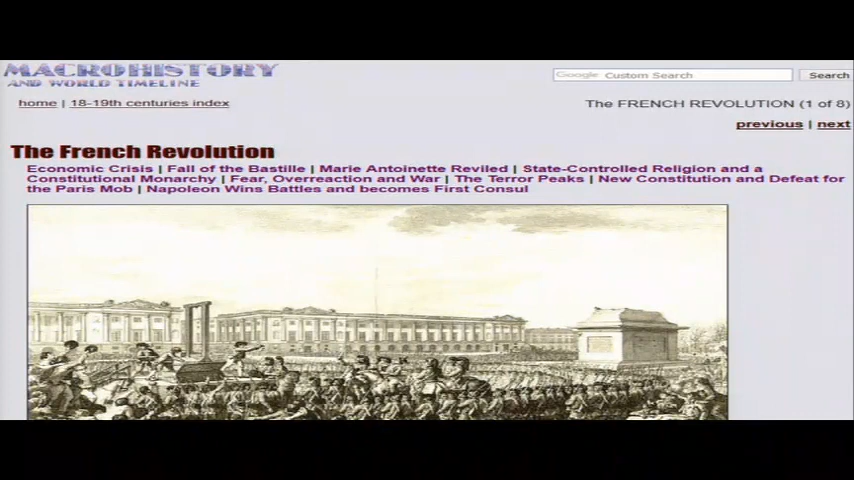 MACROHISTORY
AND WORLD TIMELINE
Google Custom Search
Search
home | 18-19th centuries index
The FRENCH REVOLUTION (1 of 8)
previous | next
The French Revolution
Economic Crisis | Fall of the Bastille | Marie Antoinette Reviled | State-Controlled Religion and a
Constitutional Monarchy | Fear, Overreaction and War | The Terror Peaks | New Constitution and Defeat for
the Paris Mob | Napoleon Wins Battles and becomes First Consul